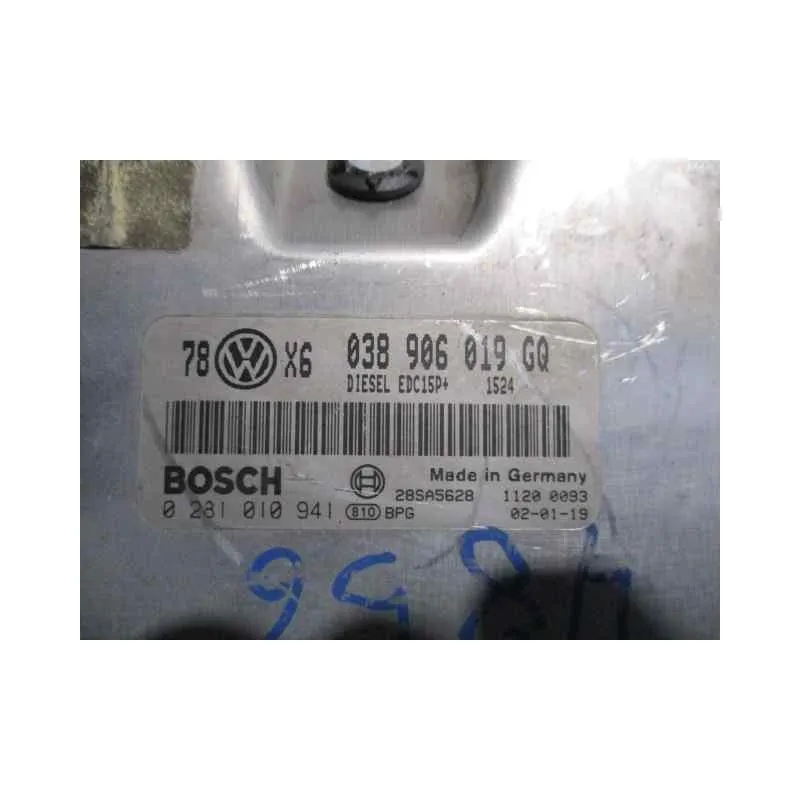 78 VW X6 038 906 019 GQ
DIESEL EDC15P+ 1524
BOSCH Made in Germany
28SA5628 1120 0093
0 281 010 941 810 BPG 02-01-19